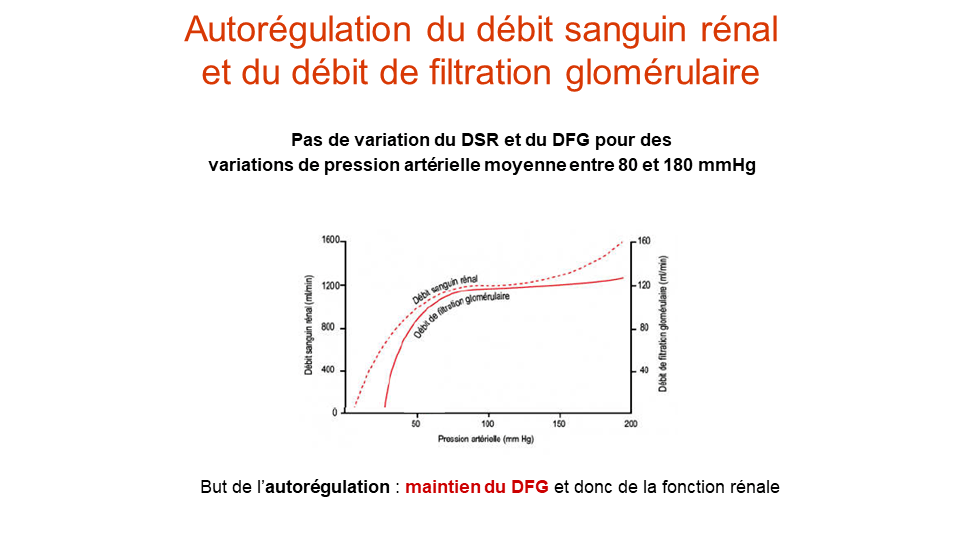 Autorégulation du débit sanguin rénal
et du débit de filtration glomérulaire
Pas de variation du DSR et du DFG pour des
variations de pression artérielle moyenne entre 80 et 180 mmHg
1600
1200
800
400
0
Débit sanguin rénal (ml/min)
Débit sanguin rénal
Débit de filtration glomérulaire
160
120
80
40
Débit de filtration glomérulaire (ml/min)
50
100
150
200
Pression artérielle (mm Hg)
But de l’autorégulation : maintien du DFG et donc de la fonction rénale